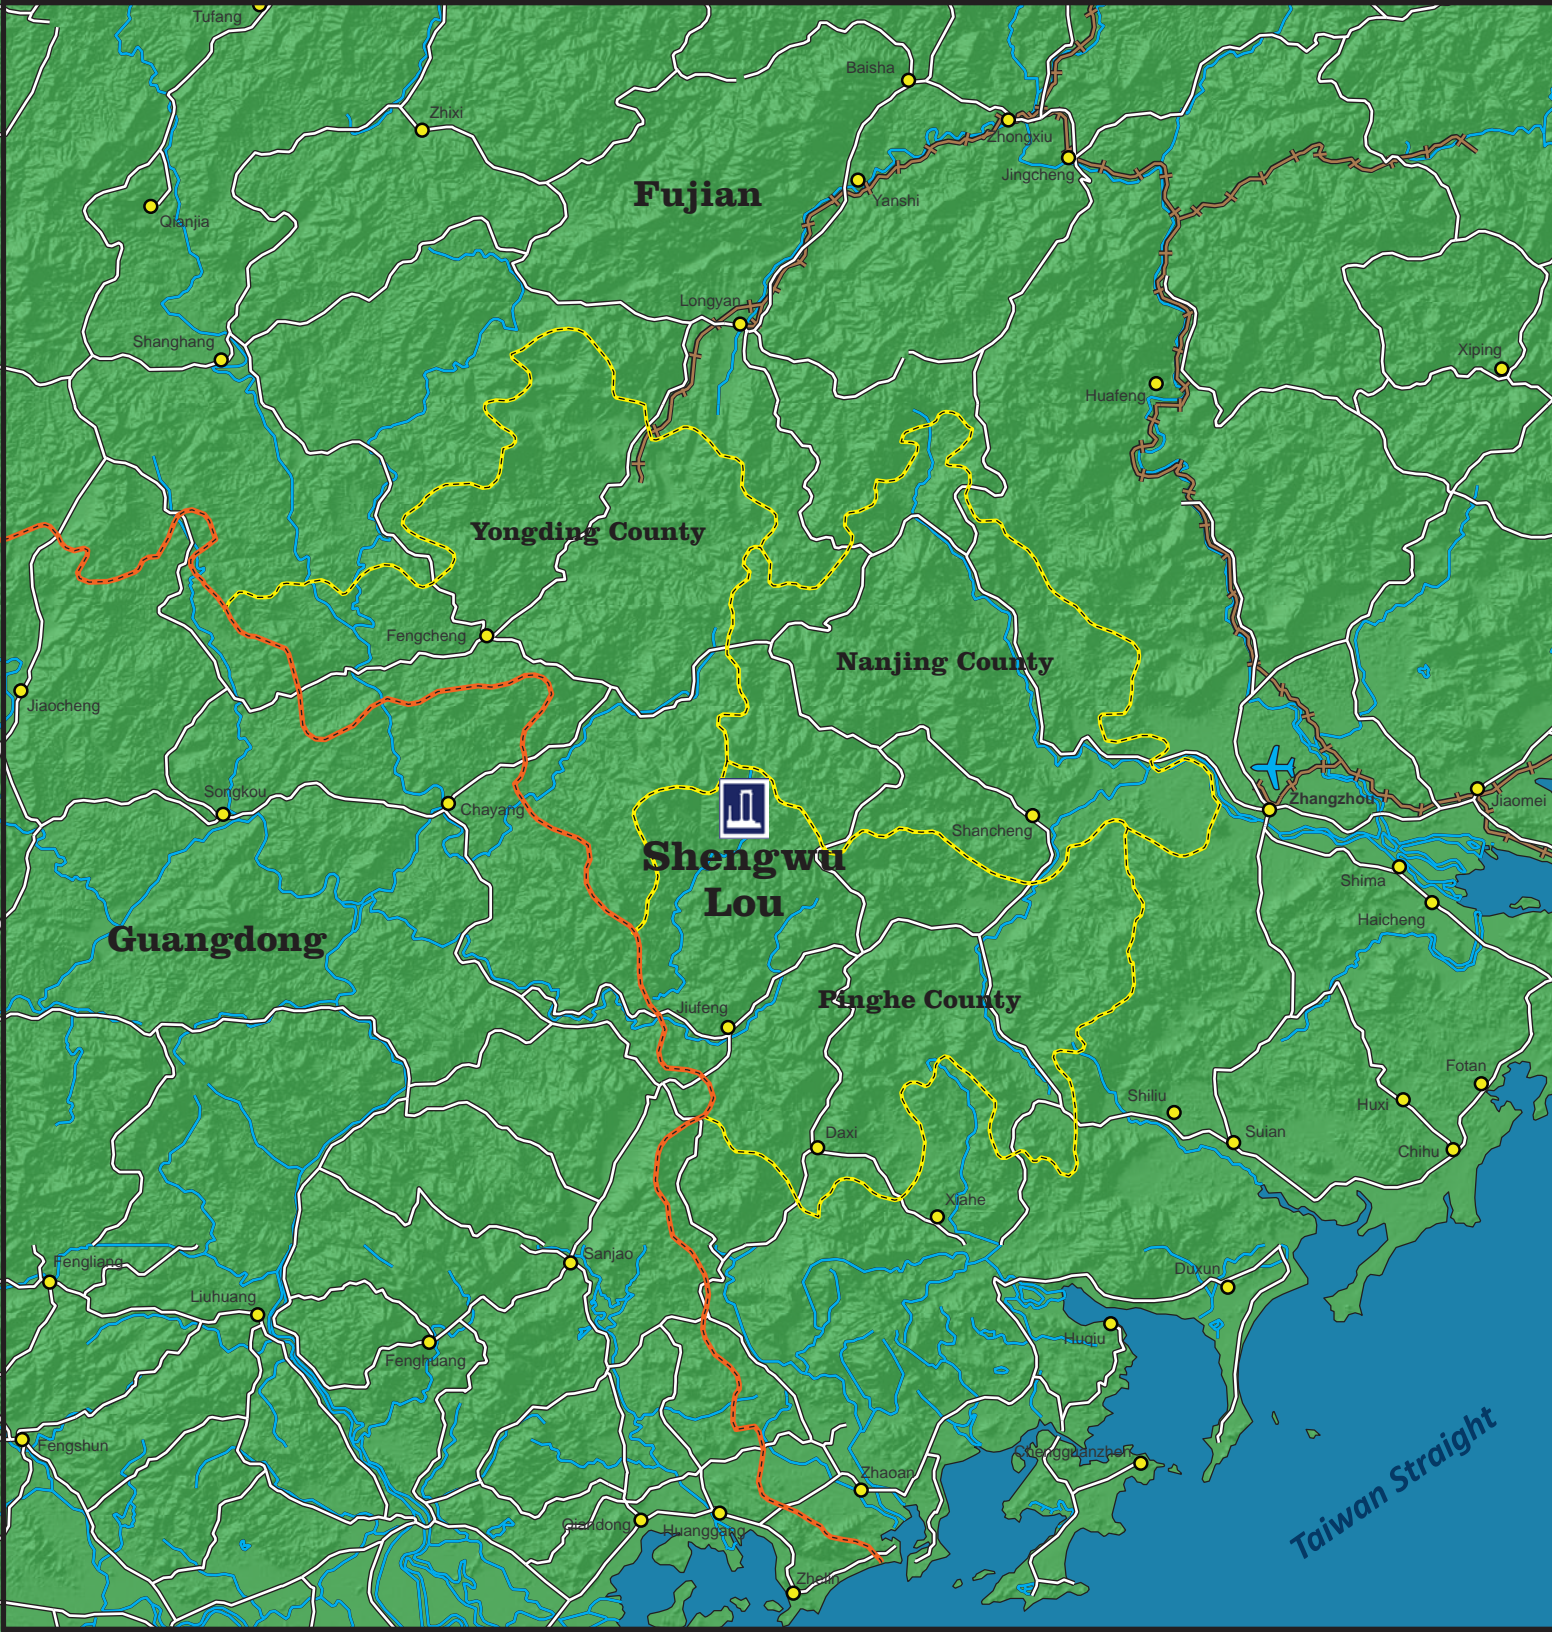 Tufang
Baisha
Zhixi
Zhongxiu
Jingcheng
Fujian
Yanshi
Qianjia
Longyan
Shanghang
Xiping
Huafeng
Yongding County
Fengcheng
Nanjing County
Jiaocheng
Songkou
Chayang
Zhangzhou
Jiaomei
Shancheng
Shengwu
Lou
Shima
Haicheng
Guangdong
Pinghe County
Jiufeng
Fotan
Shiliu
Huxi
Daxi
Suian
Chihu
Xiahe
Fengliang
Sanjao
Duxun
Liuhuang
Huqiu
Fenghuang
Fengshun
Chengguanzhen
Taiwan Straight
Zhaoan
Qiandong
Huanggang
Zhelin